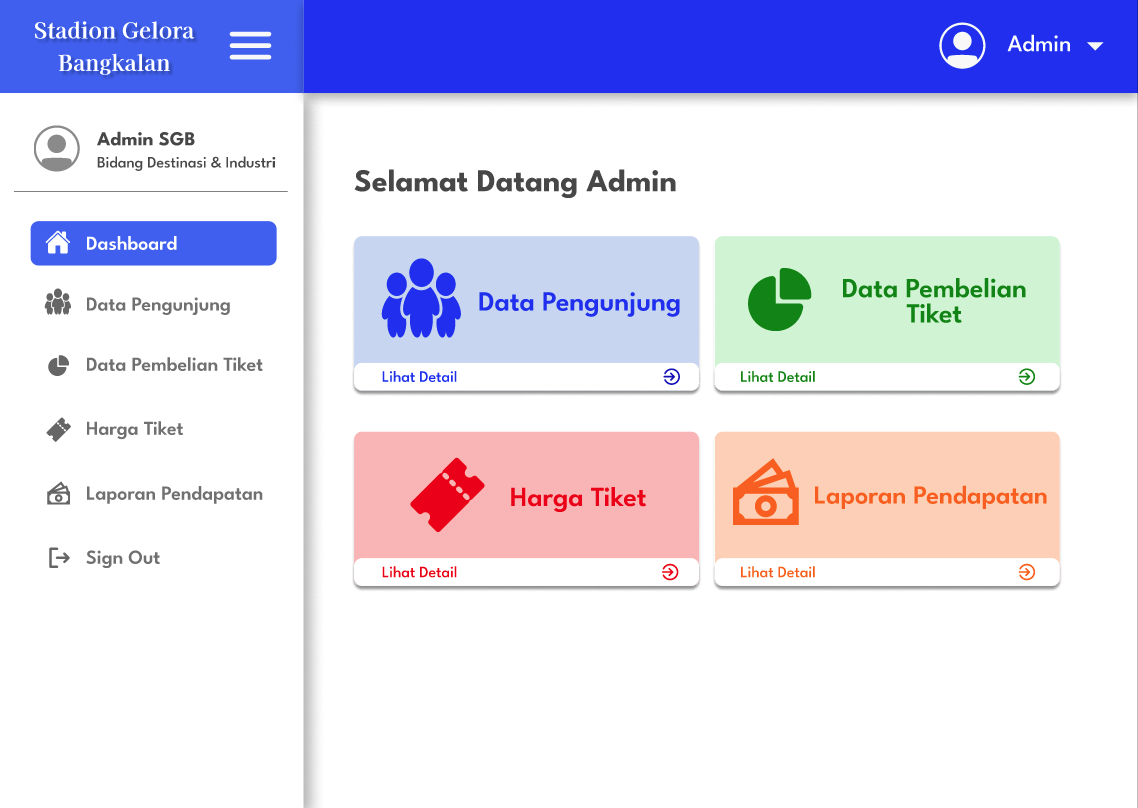 Stadion Gelora
Bangkalan
Admin
Admin SGB
Bidang Destinasi & Industri
Dashboard
Data Pengunjung
Data Pembelian Tiket
Harga Tiket
Laporan Pendapatan
Sign Out
Selamat Datang Admin
Data Pengunjung
Lihat Detail
Data Pembelian
Tiket
Lihat Detail
Harga Tiket
Lihat Detail
Laporan Pendapatan
Lihat Detail